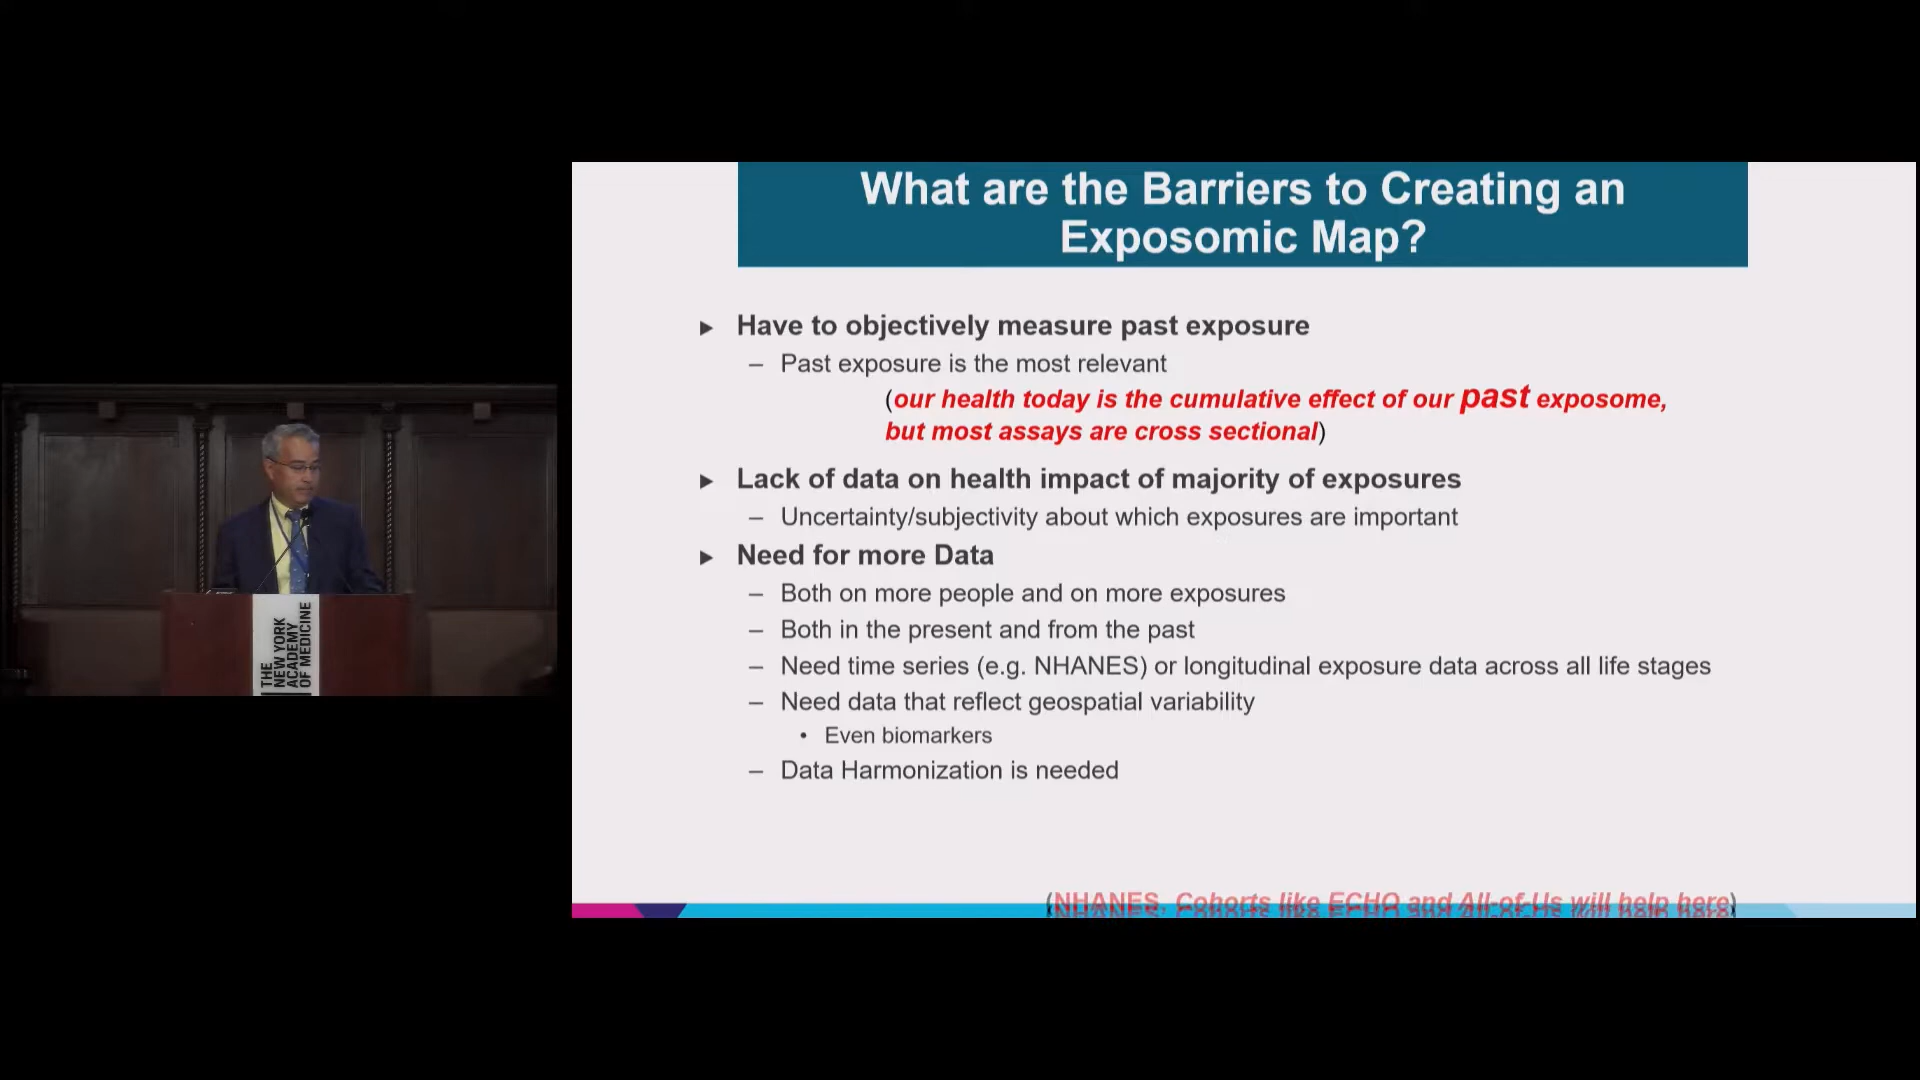 What are the Barriers to Creating an
Exposomic Map?
Have to objectively measure past exposure
– Past exposure is the most relevant
(our health today is the cumulative effect of our past exposome,
but most assays are cross sectional)
Lack of data on health impact of majority of exposures
– Uncertainty/subjectivity about which exposures are important
Need for more Data
– Both on more people and on more exposures
– Both in the present and from the past
– Need time series (e.g. NHANES) or longitudinal exposure data across all life stages
– Need data that reflect geospatial variability
• Even biomarkers
– Data Harmonization is needed
(NHANES, Cohorts like ECHO and All-of-Us will help here)
THE
NEW YORK
ACADEMY
OF MEDICINE